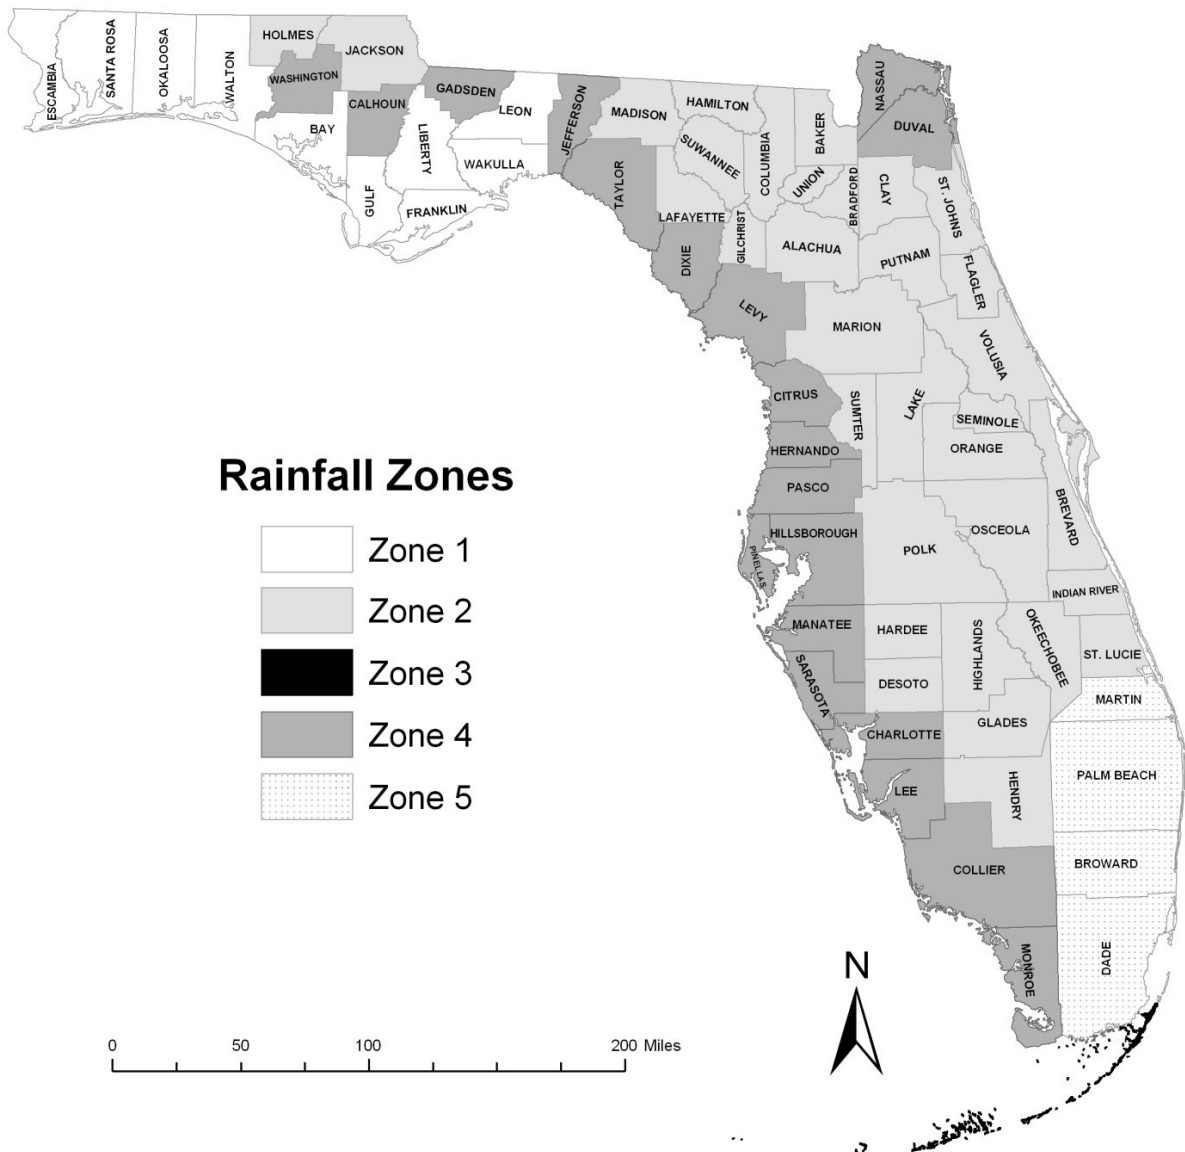 ESCAMBIA
SANTA ROSA
OKALOOSA
WALTON
HOLMES
WASHINGTON
JACKSON
BAY
CALHOUN
GULF
LIBERTY
GADSDEN
FRANKLIN
LEON
WAKULLA
JEFFERSON
MADISON
TAYLOR
HAMILTON
SUWANNEE
LAFAYETTE
DIXIE
COLUMBIA
GILCHRIST
LEVY
BAKER
UNION
BRADFORD
ALACHUA
NASSAU
DUVAL
CLAY
ST. JOHNS
PUTNAM
FLAGLER
MARION
VOLUSIA
CITRUS
SUMTER
LAKE
SEMINOLE
ORANGE
HERNANDO
PASCO
HILLSBOROUGH
PINELLAS
POLK
OSCEOLA
BREVARD
INDIAN RIVER
MANATEE
HARDEE
HIGHLANDS
OKEECHOBEE
ST. LUCIE
SARASOTA
DESOTO
MARTIN
CHARLOTTE
GLADES
LEE
HENDRY
PALM BEACH
COLLIER
BROWARD
MONROE
DADE
Rainfall Zones
Zone 1
Zone 2
Zone 3
Zone 4
Zone 5
N
0 50 100 200 Miles